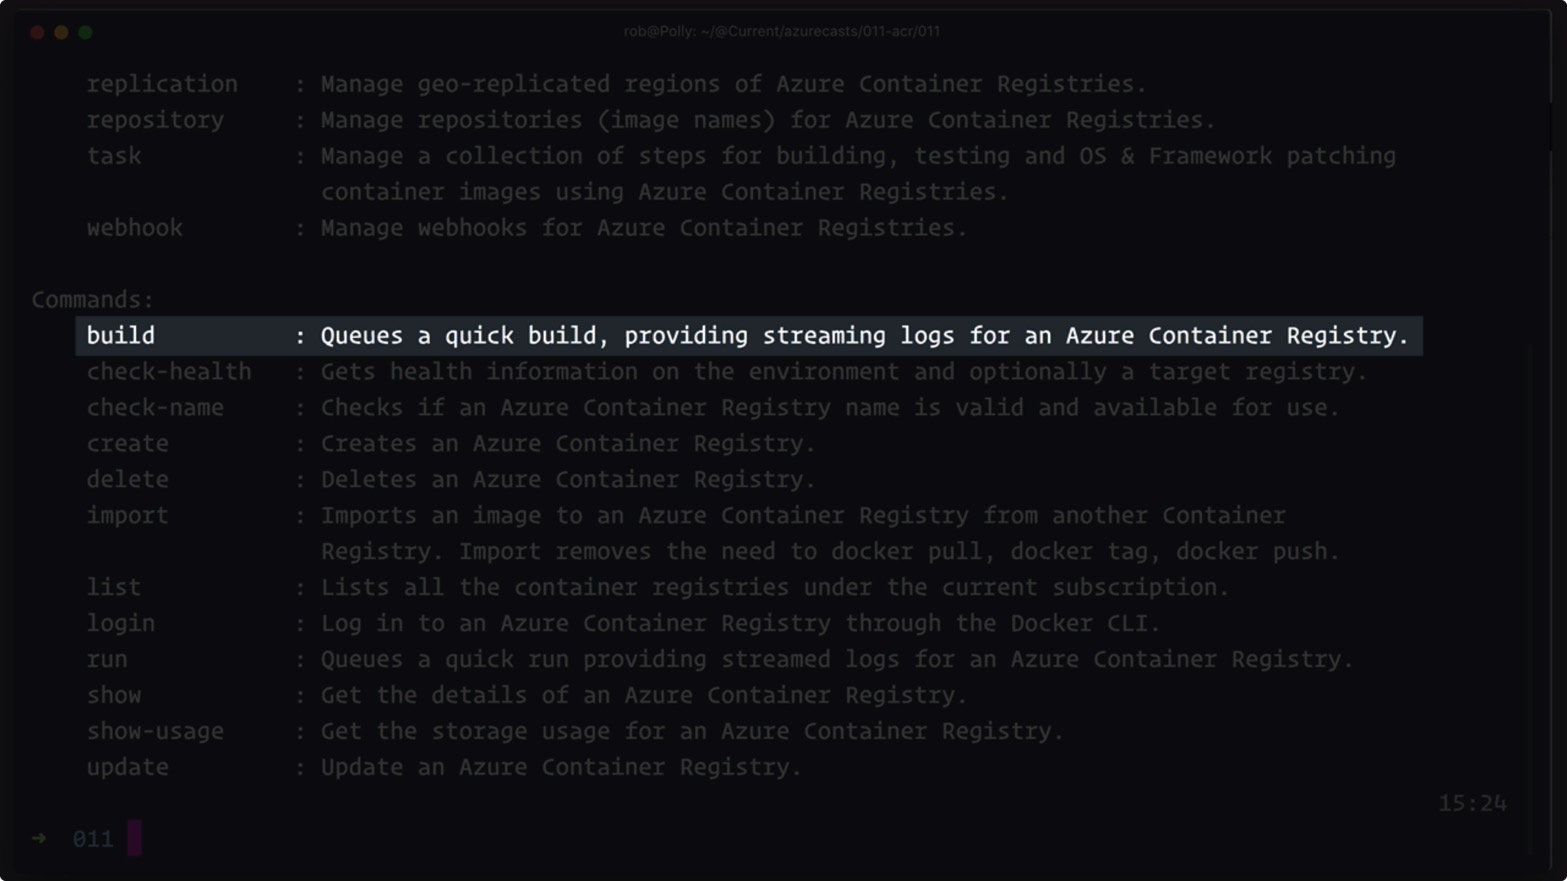 rob@Polly: ~/@Current/azurecasts/011-acr/011
replication : Manage geo-replicated regions of Azure Container Registries.
repository : Manage repositories (image names) for Azure Container Registries.
task : Manage a collection of steps for building, testing and OS & Framework patching
container images using Azure Container Registries.
webhook : Manage webhooks for Azure Container Registries.
Commands:
build : Queues a quick build, providing streaming logs for an Azure Container Registry.
check-health : Gets health information on the environment and optionally a target registry.
check-name : Checks if an Azure Container Registry name is valid and available for use.
create : Creates an Azure Container Registry.
delete : Deletes an Azure Container Registry.
import : Imports an image to an Azure Container Registry from another Container
Registry. Import removes the need to docker pull, docker tag, docker push.
list : Lists all the container registries under the current subscription.
login : Log in to an Azure Container Registry through the Docker CLI.
run : Queues a quick run providing streamed logs for an Azure Container Registry.
show : Get the details of an Azure Container Registry.
show-usage : Get the storage usage for an Azure Container Registry.
update : Update an Azure Container Registry.
15:24
➜ 011